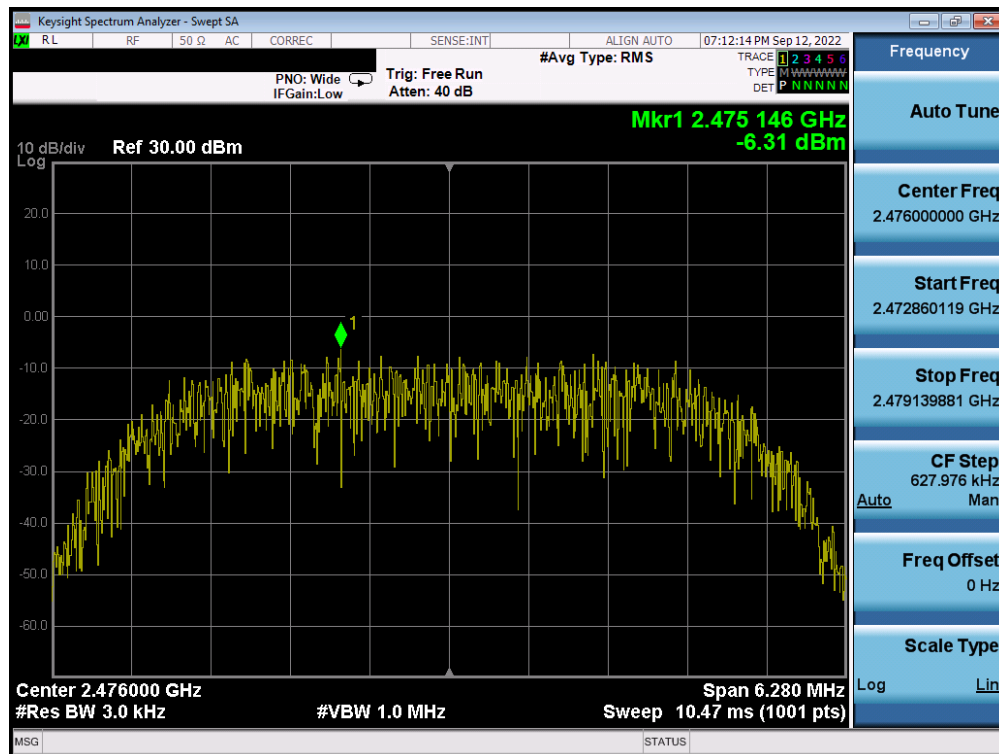 Keysight Spectrum Analyzer - Swept SA
LXI RL RF 50 Ω AC CORREC SENSE:INT ALIGN AUTO 07:12:14 PM Sep 12, 2022
PNO: Wide
IFGain:Low
Trig: Free Run
Atten: 40 dB
#Avg Type: RMS
TRACE 1 2 3 4 5 6
TYPE M WWWWW
DET P N N N N N
Mkr1 2.475 146 GHz
-6.31 dBm
10 dB/div Ref 30.00 dBm
Log
20.0
10.0
0.00
-10.0
-20.0
-30.0
-40.0
-50.0
-60.0
1
Center 2.476000 GHz Span 6.280 MHz
#Res BW 3.0 kHz #VBW 1.0 MHz Sweep 10.47 ms (1001 pts)
MSG STATUS
Frequency
Auto Tune
Center Freq
2.476000000 GHz
Start Freq
2.472860119 GHz
Stop Freq
2.479139881 GHz
CF Step
627.976 kHz
Auto Man
Freq Offset
0 Hz
Scale Type
Log Lin